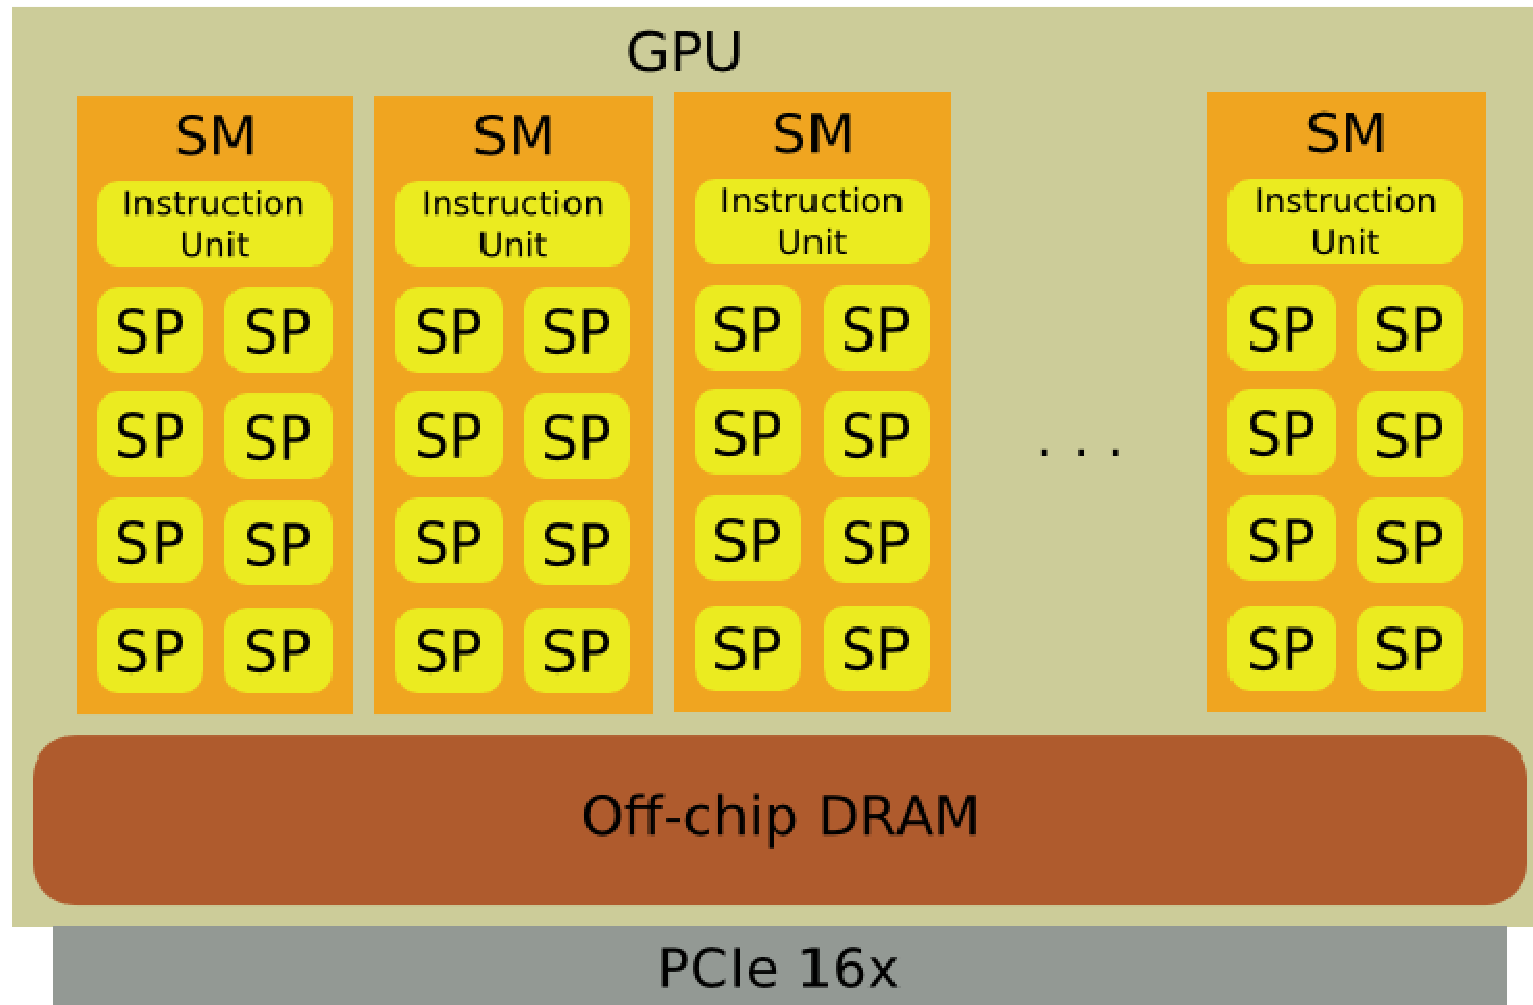 GPU
SM SM SM SM
Instruction Instruction Instruction Instruction
Unit Unit Unit Unit
SP SP SP SP SP SP SP SP
SP SP SP SP SP SP . . . SP SP
SP SP SP SP SP SP SP SP
SP SP SP SP SP SP SP SP
Off-chip DRAM
PCIe 16x